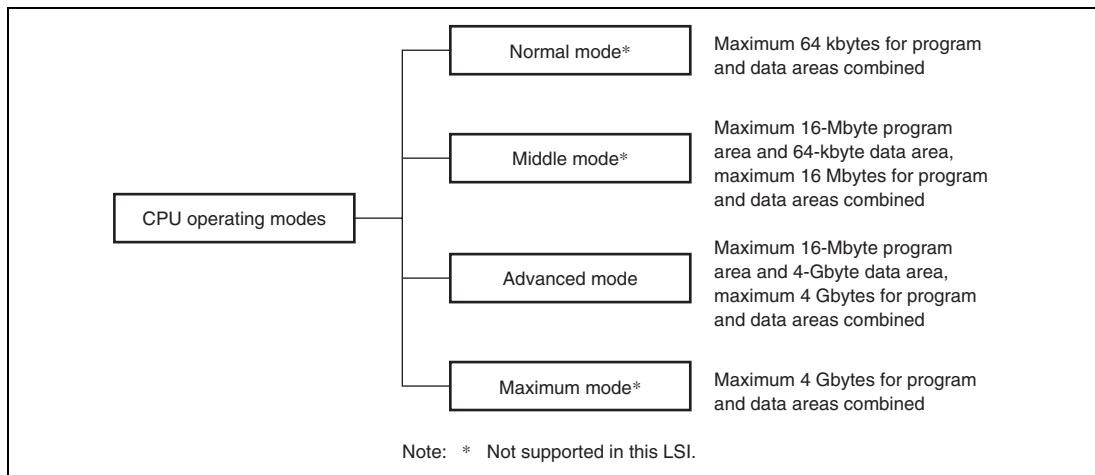 Normal mode*
Maximum 64 kbytes for program
and data areas combined
Middle mode*
Maximum 16-Mbyte program
area and 64-kbyte data area,
maximum 16 Mbytes for program
and data areas combined
CPU operating modes
Advanced mode
Maximum 16-Mbyte program
area and 4-Gbyte data area,
maximum 4 Gbytes for program
and data areas combined
Maximum mode*
Maximum 4 Gbytes for program
and data areas combined
Note: * Not supported in this LSI.